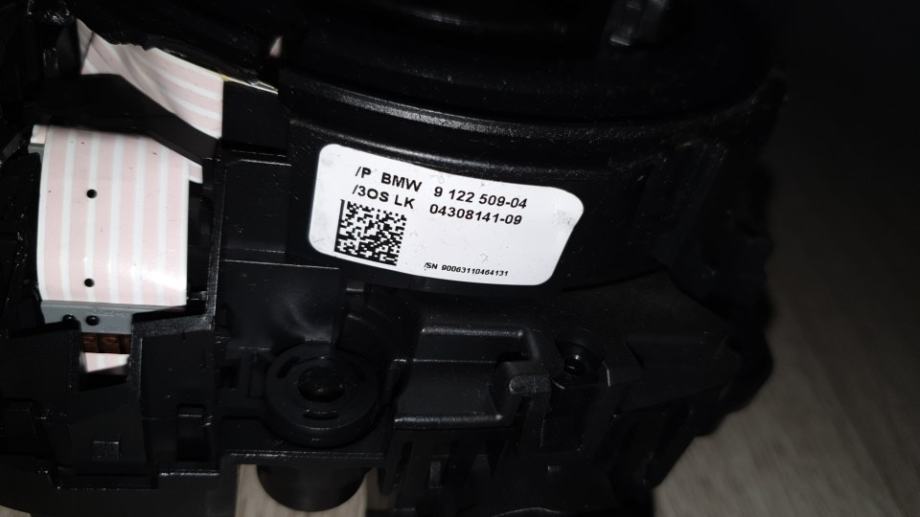 /P BMW 9 122 509-04
/3OS LK 04308141-09
/SN 90063110464131